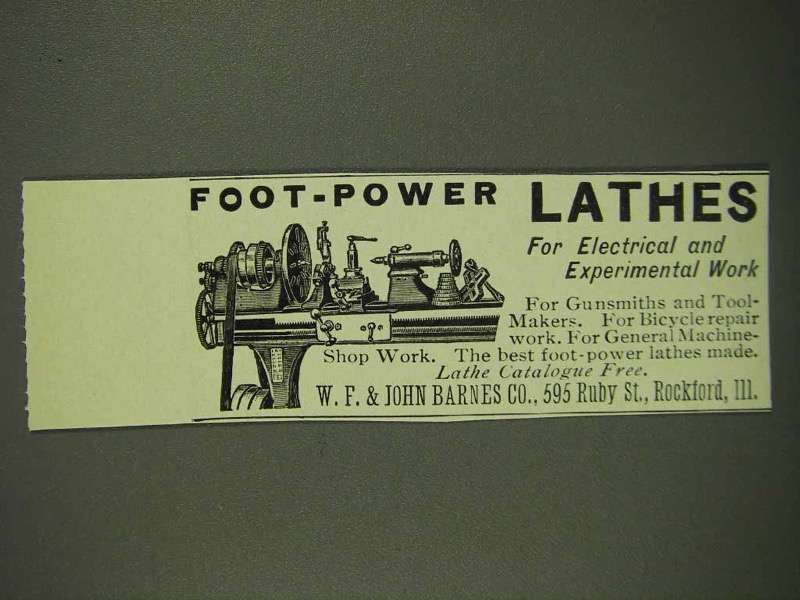 FOOT-POWER LATHES
For Electrical and
Experimental Work
For Gunsmiths and Tool-
Makers. For Bicycle repair
work. For General Machine-
Shop Work. The best foot-power lathes made.
Lathe Catalogue Free.
W. F. & JOHN BARNES CO., 595 Ruby St., Rockford, Ill.